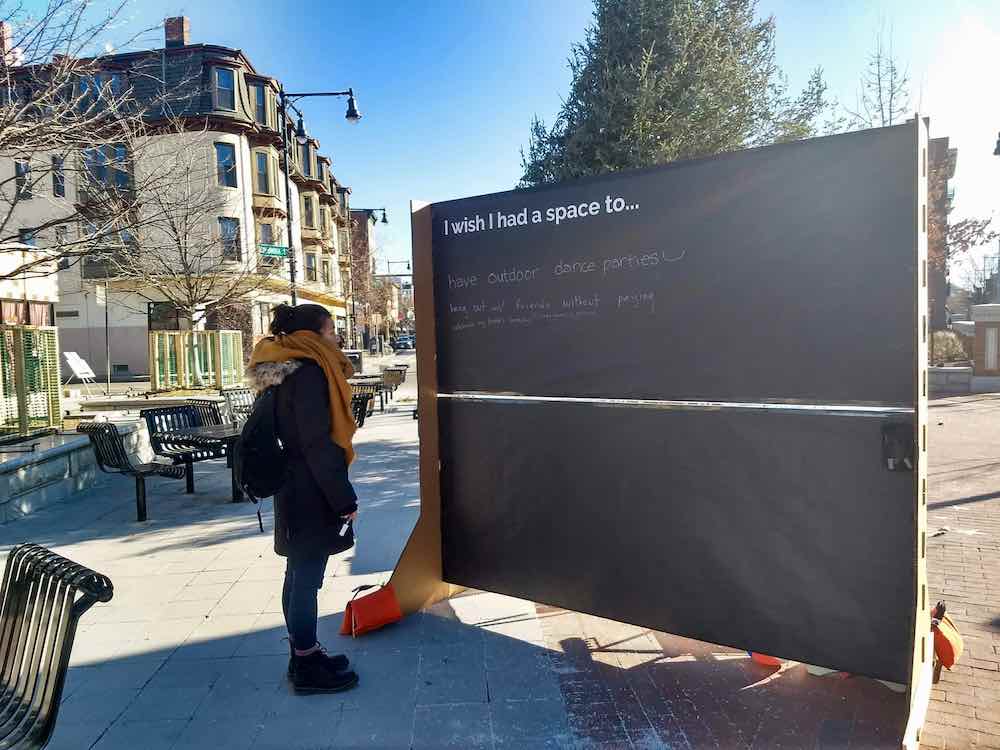 I wish I had a space to...
have outdoor dance parties
hang out w/ friends without paying